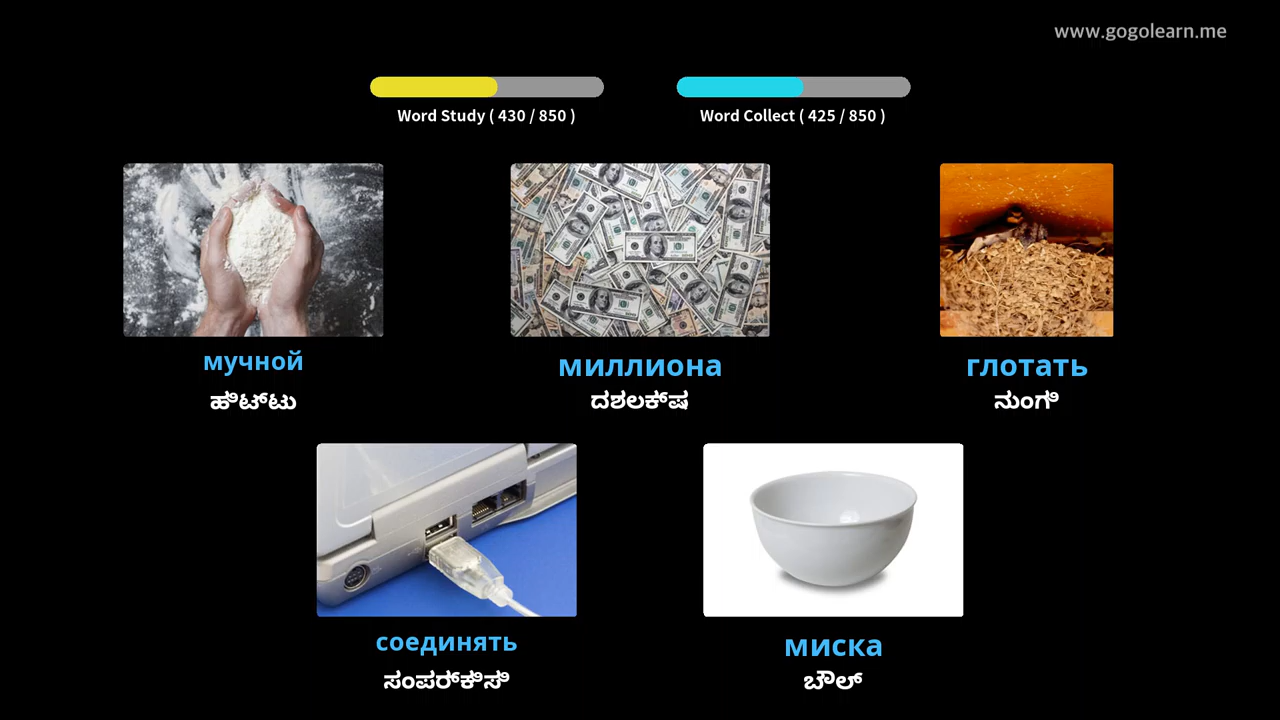 www.gogolearn.me
Word Study ( 430 / 850 )
Word Collect ( 425 / 850 )
мучной
ಹಿಟ್ಟು
миллиона
ದಶಲಕ್ಷ
глотать
ನುಂಗಿ
соединять
ಸಂಪರ್ಕಿಸಿ
миска
ಬೌಲ್